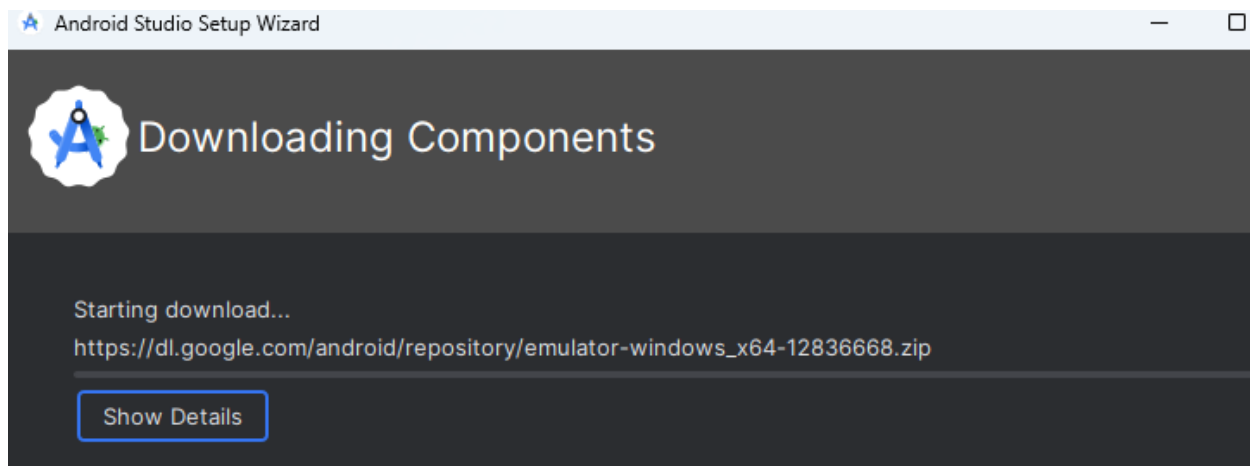 Android Studio Setup Wizard
Downloading Components
Starting download...
https://dl.google.com/android/repository/emulator-windows_x64-12836668.zip
Show Details